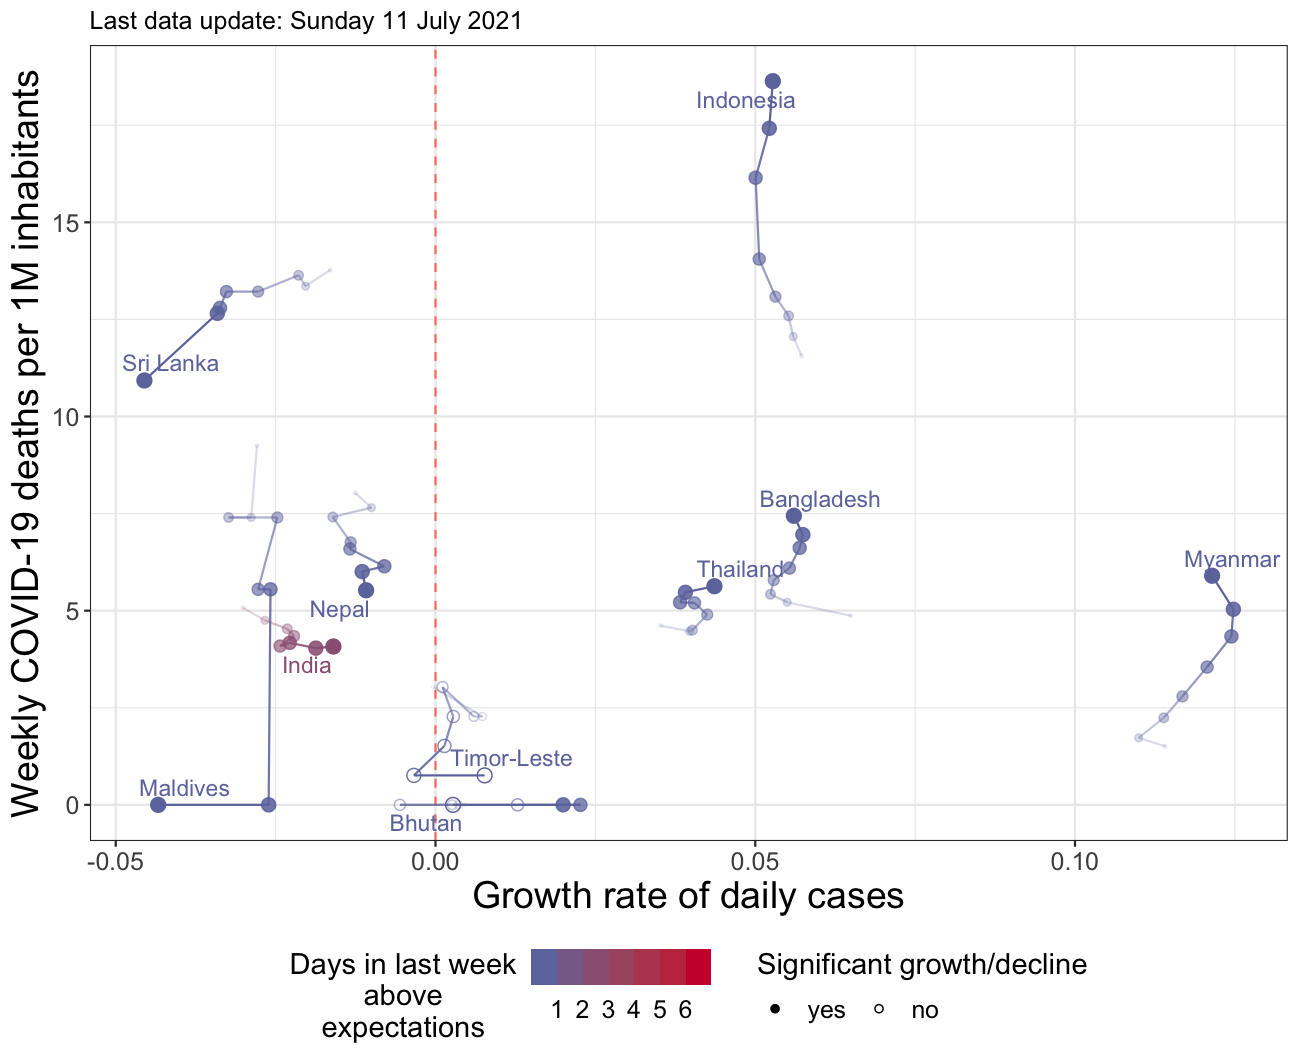 Last data update: Sunday 11 July 2021
Weekly COVID-19 deaths per 1M inhabitants
15
10
5
0
Indonesia
Sri Lanka
Bangladesh
Thailand
Myanmar
Nepal
India
Timor-Leste
Maldives
Bhutan
-0.05 0.00 0.05 0.10
Growth rate of daily cases
Days in last week
above
expectations
1 2 3 4 5 6
Significant growth/decline
yes no